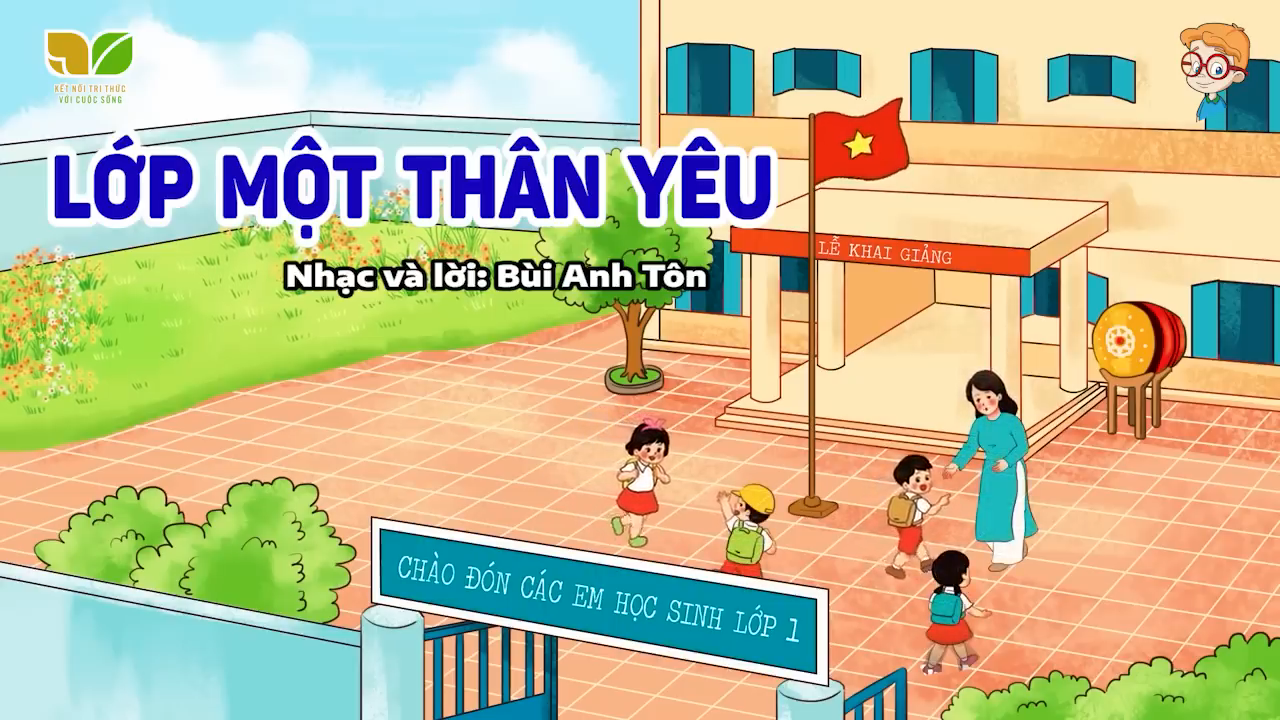 KẾT NỐI TRI THỨC
VỚI CUỘC SỐNG
LỚP MỘT THÂN YÊU
Nhạc và lời: Bùi Anh Tôn
LỄ KHAI GIẢNG
CHÀO ĐÓN CÁC EM HỌC SINH LỚP 1